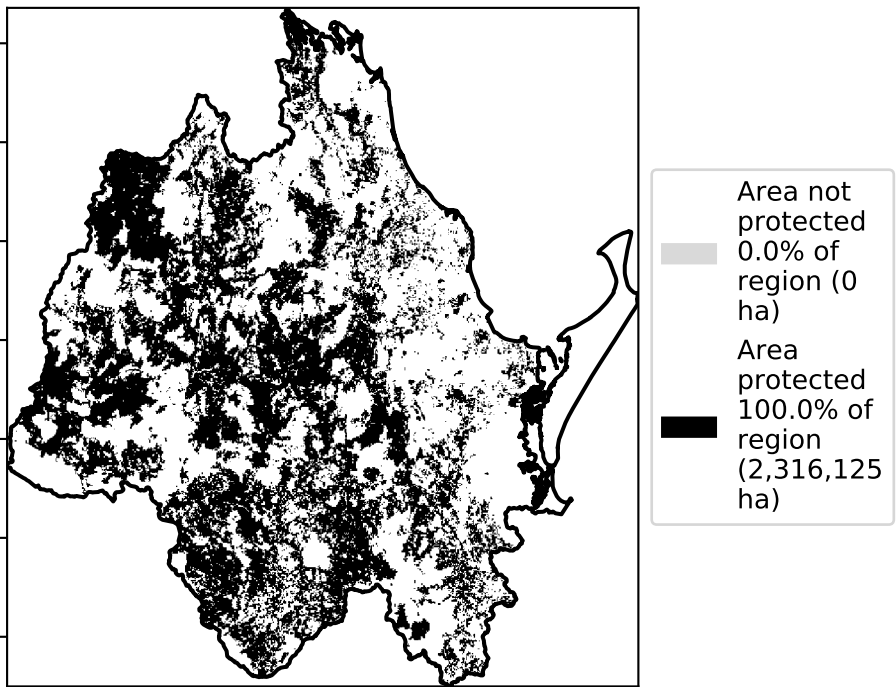 Area not
protected
0.0% of
region (0
ha)
Area
protected
100.0% of
region
(2,316,125
ha)